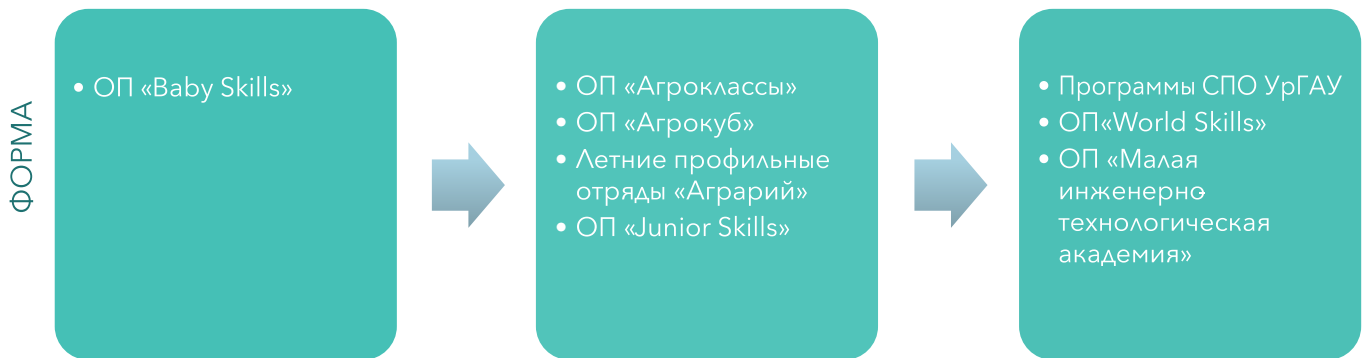 ФОРМА
• ОП «Baby Skills»
• ОП «Агроклассы»
• ОП «Агрокуб»
• Летние профильные
отряды «Аграрий»
• ОП «Junior Skills»
• Программы СПО УрГАУ
• ОП«World Skills»
• ОП «Малая
инженерно-
технологическая
академия»